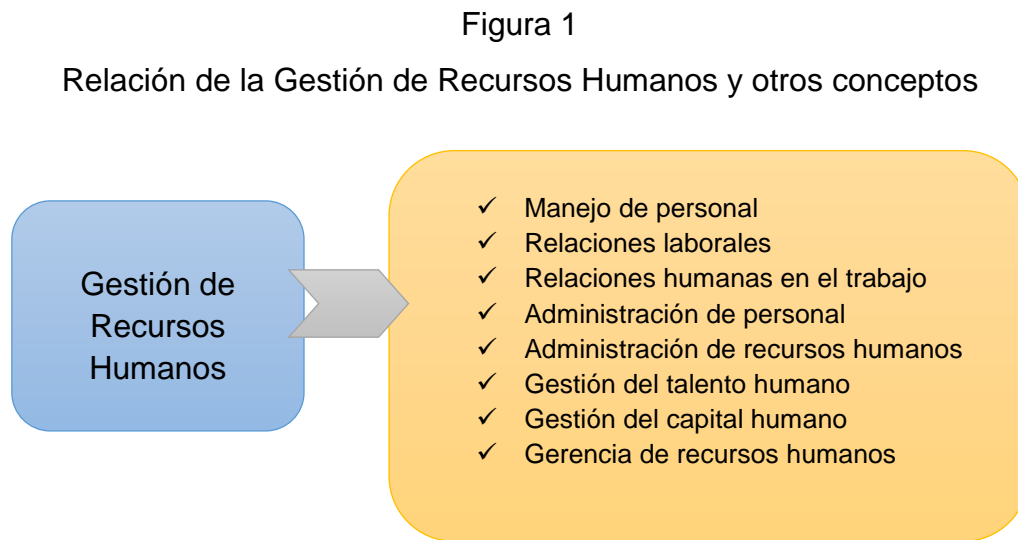 Figura 1
Relación de la Gestión de Recursos Humanos y otros conceptos
Gestión de
Recursos
Humanos
✓ Manejo de personal
✓ Relaciones laborales
✓ Relaciones humanas en el trabajo
✓ Administración de personal
✓ Administración de recursos humanos
✓ Gestión del talento humano
✓ Gestión del capital humano
✓ Gerencia de recursos humanos